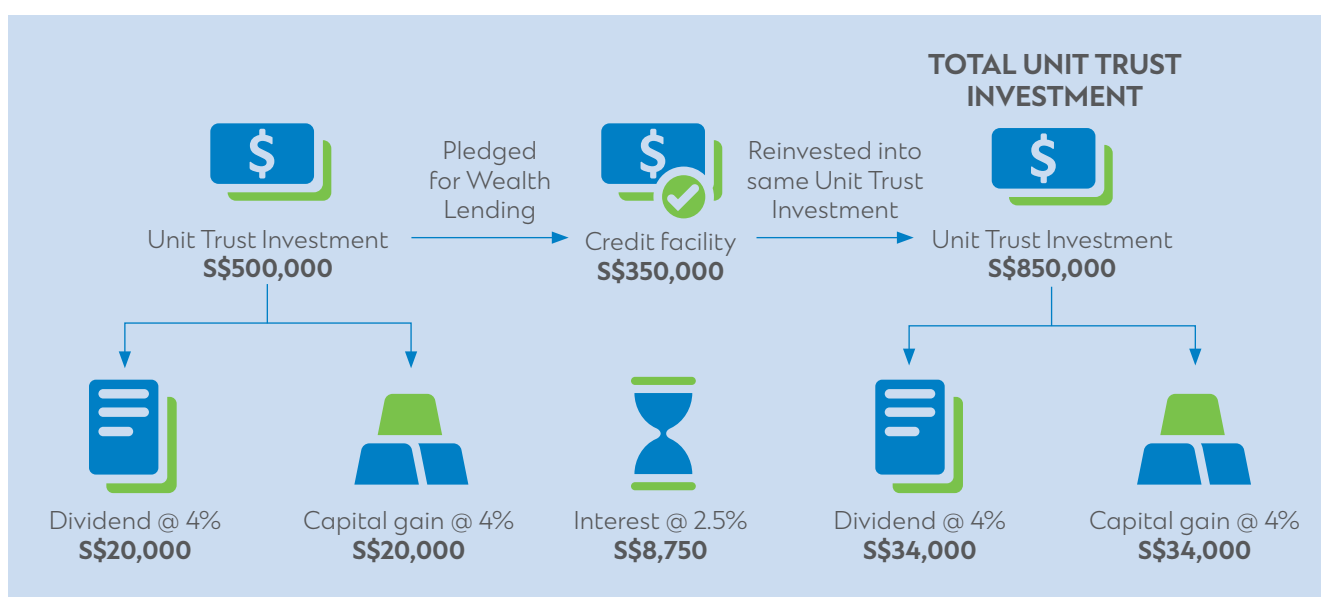 TOTAL UNIT TRUST
INVESTMENT
$
Pledged
for Wealth
Lending
$
Reinvested into
same Unit Trust
Investment
$
Unit Trust Investment
S$500,000
Credit facility
S$350,000
Unit Trust Investment
S$850,000
Dividend @ 4%
S$20,000
Capital gain @ 4%
S$20,000
Interest @ 2.5%
S$8,750
Dividend @ 4%
S$34,000
Capital gain @ 4%
S$34,000